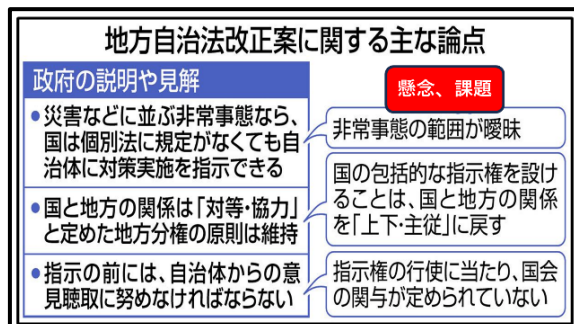 地方自治法改正案に関する主な論点
政府の説明や見解
懸念、課題
●災害などに並ぶ非常事態なら、
国は個別法に規定がなくても自
治体に対策実施を指示できる
非常事態の範囲が曖昧
●国と地方の関係は「対等・協力」
と定めた地方分権の原則は維持
国の包括的な指示権を設け
ることは、国と地方の関係
を「上下・主従」に戻す
●指示の前には、自治体からの意
見聴取に努めなければならない
指示権の行使に当たり、国会
の関与が定められていない